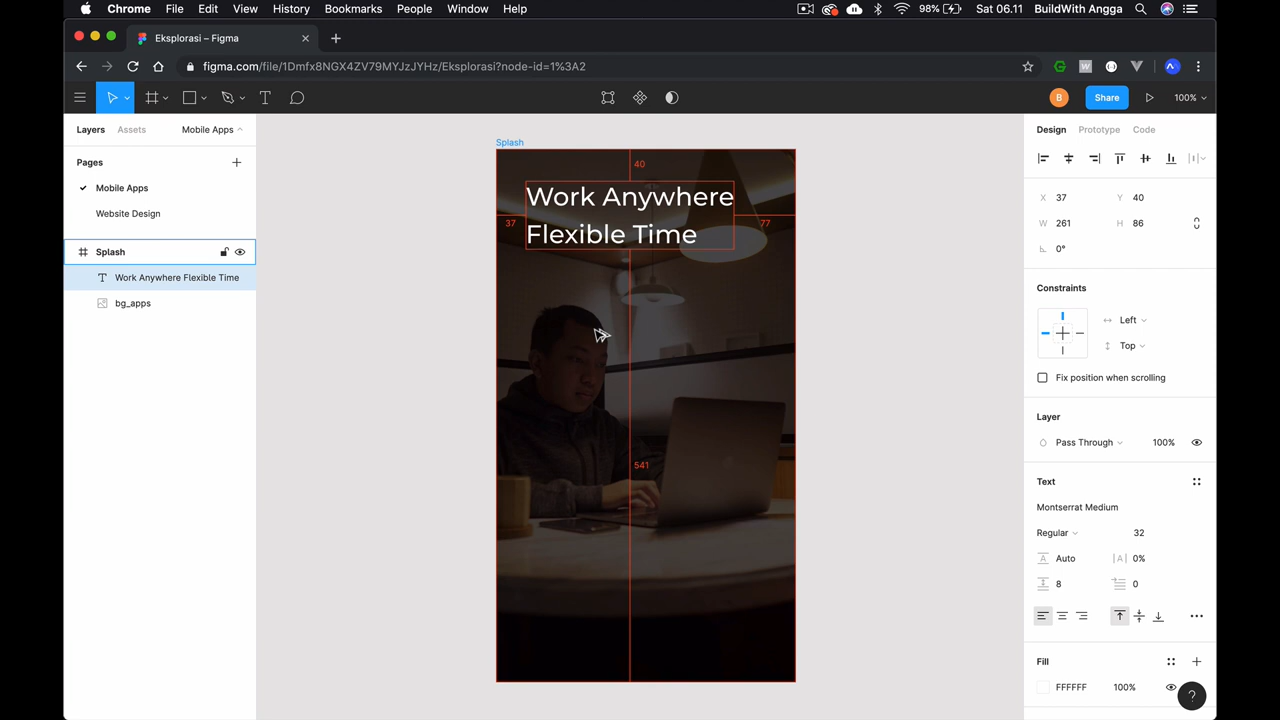 Chrome File Edit View History Bookmarks People Window Help 98% Sat 06.11 BuildWith Angga
Eksplorasi – Figma
figma.com/file/1Dmfx8NGX4ZV79MYJzJYHz/Eksplorasi?node-id=1%3A2
B Share 100%
Layers Assets Mobile Apps
Design Prototype Code
Pages
Mobile Apps
Website Design
Splash
Work Anywhere Flexible Time
bg_apps
Splash
40
Work Anywhere
Flexible Time
37
77
541
X 37 Y 40
W 261 H 86
0°
Constraints
Left
Top
Fix position when scrolling
Layer
Pass Through 100%
Text
Montserrat Medium
Regular 32
A Auto |A| 0%
8 0
Fill
FFFFFF 100%
?